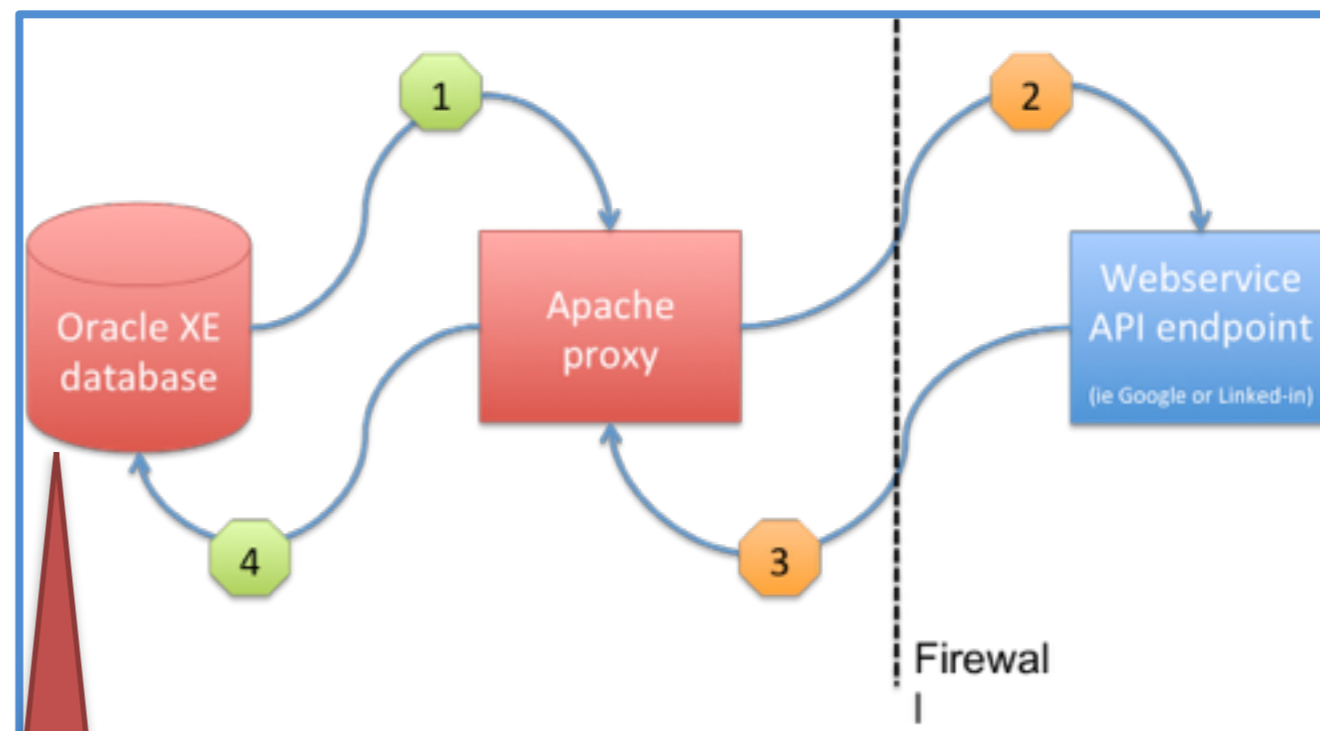 1
2
Oracle XE
database
Apache
proxy
Webservice
API endpoint
(ie Google or Linked-in)
4
3
Firewal
l